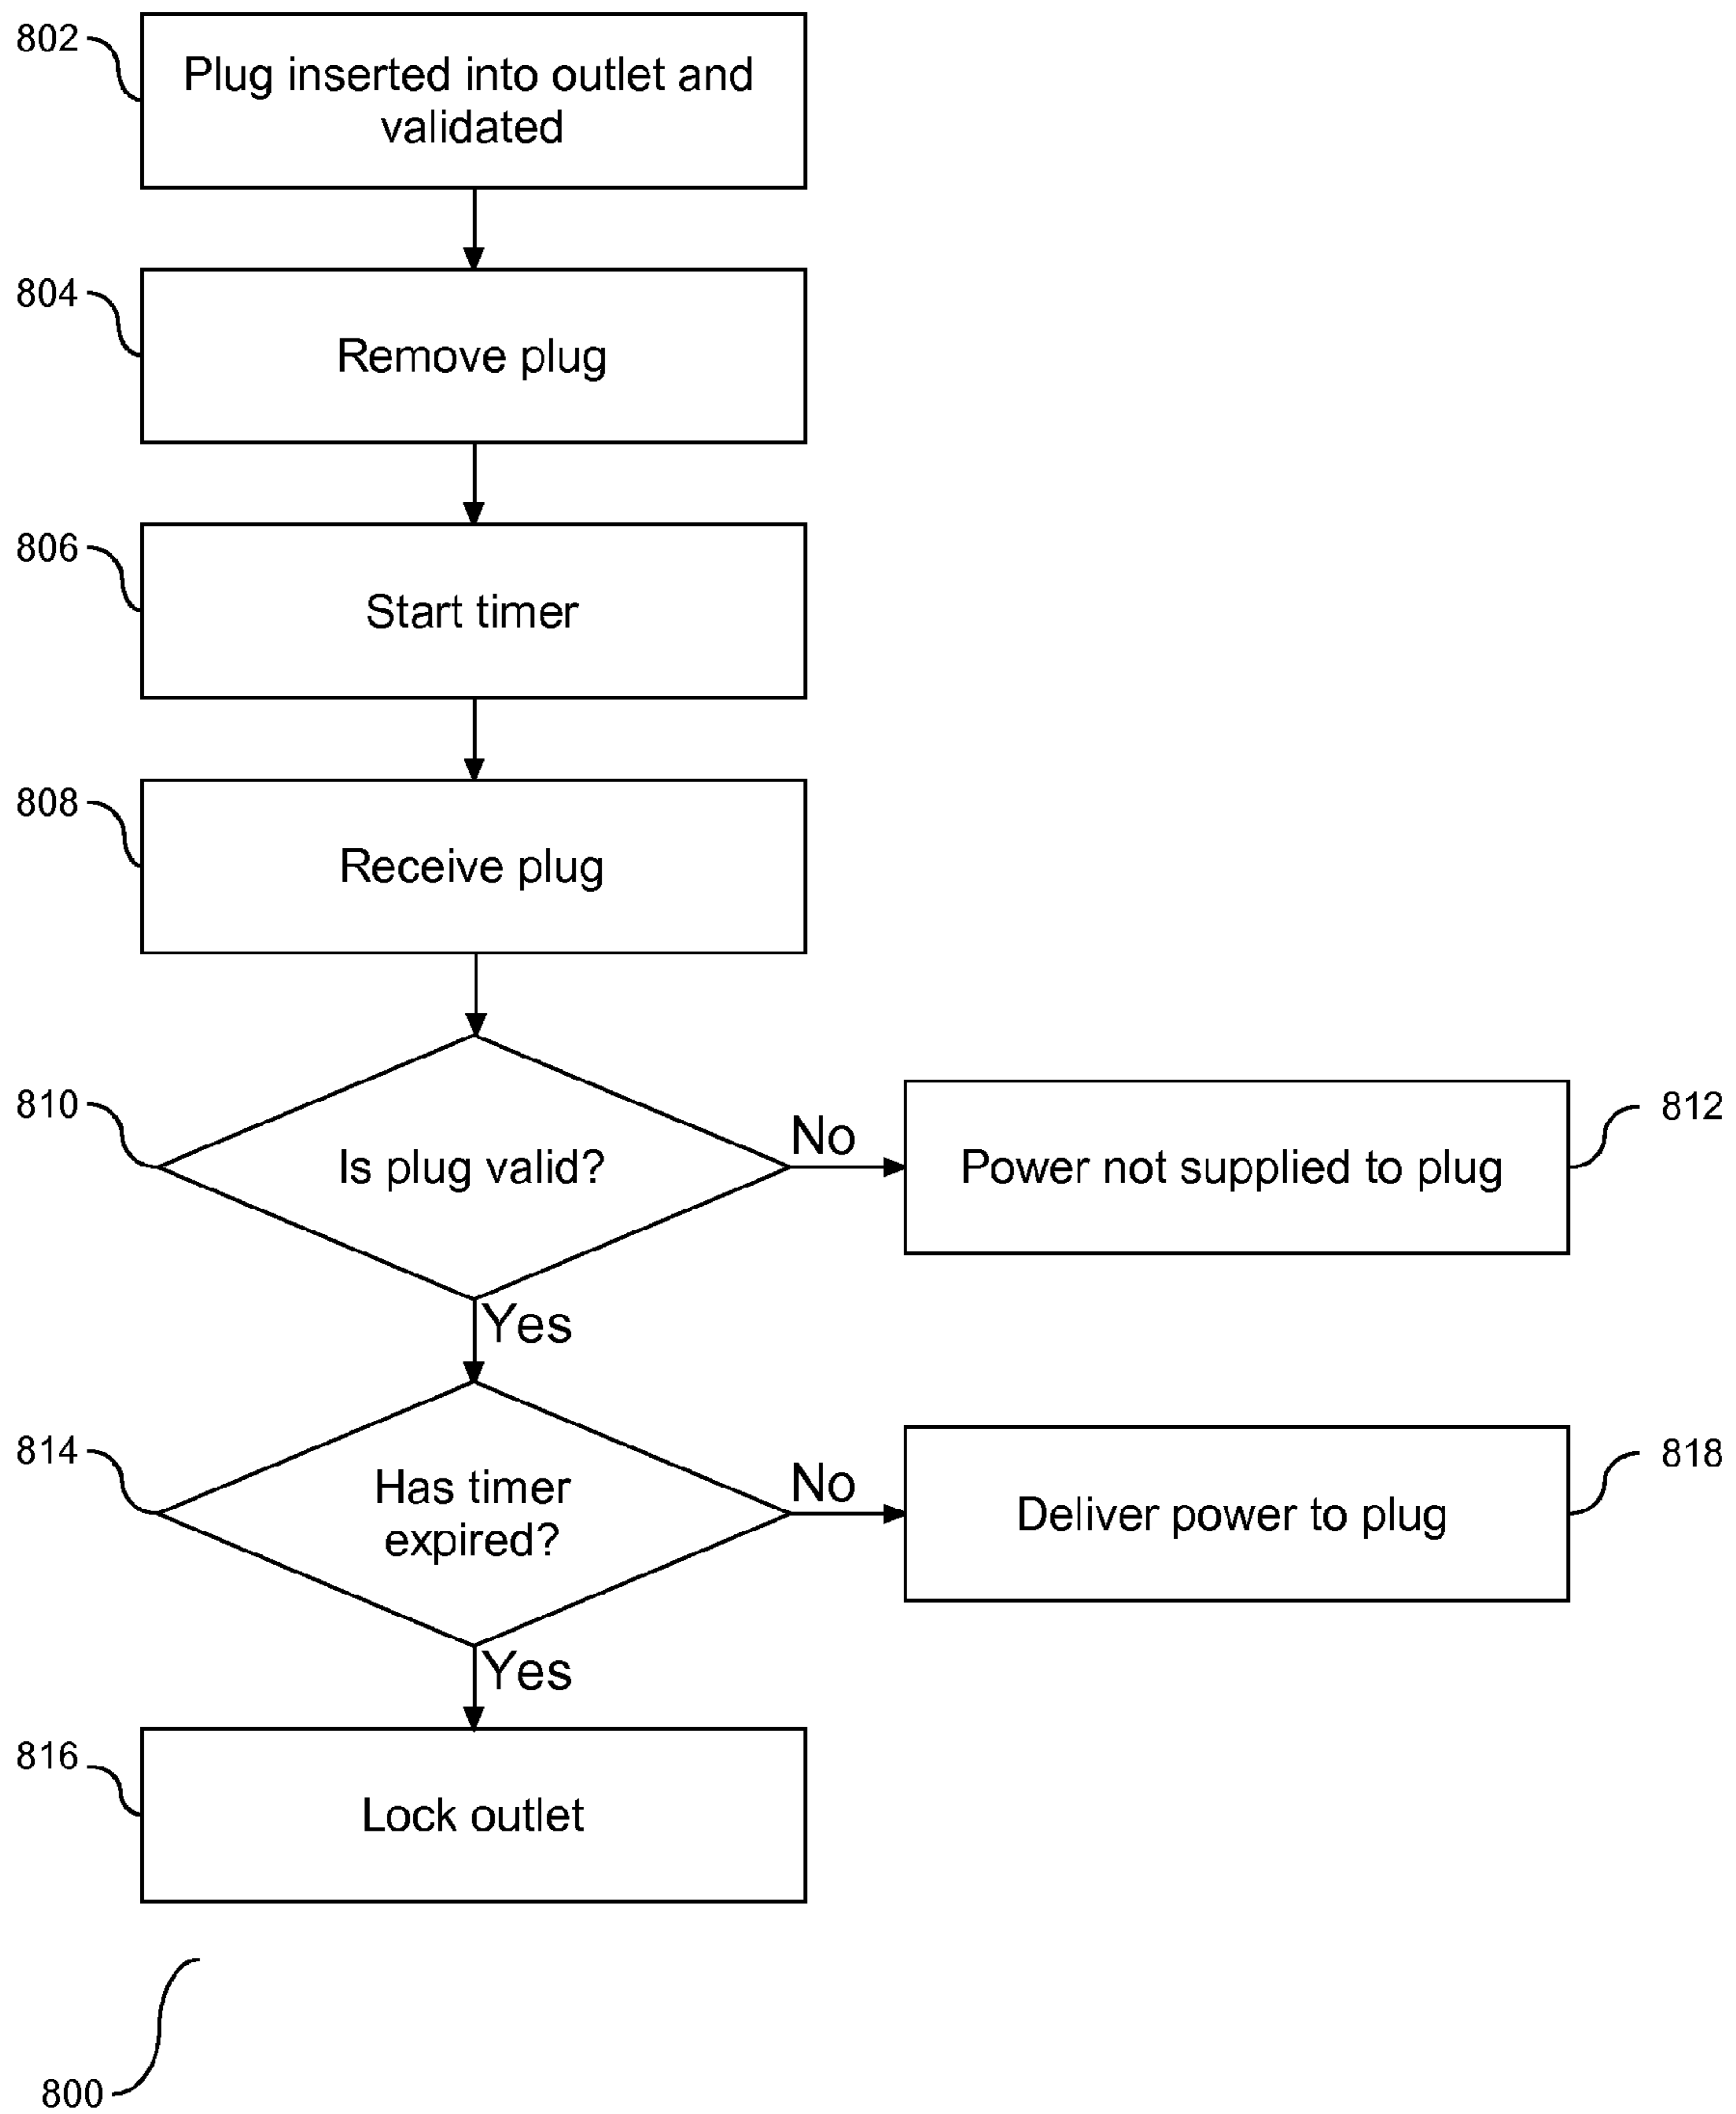 802
Plug inserted into outlet and
validated
804
Remove plug
806
Start timer
808
Receive plug
810
Is plug valid?
No
Power not supplied to plug
812
Yes
814
Has timer
expired?
No
Deliver power to plug
818
Yes
816
Lock outlet
800